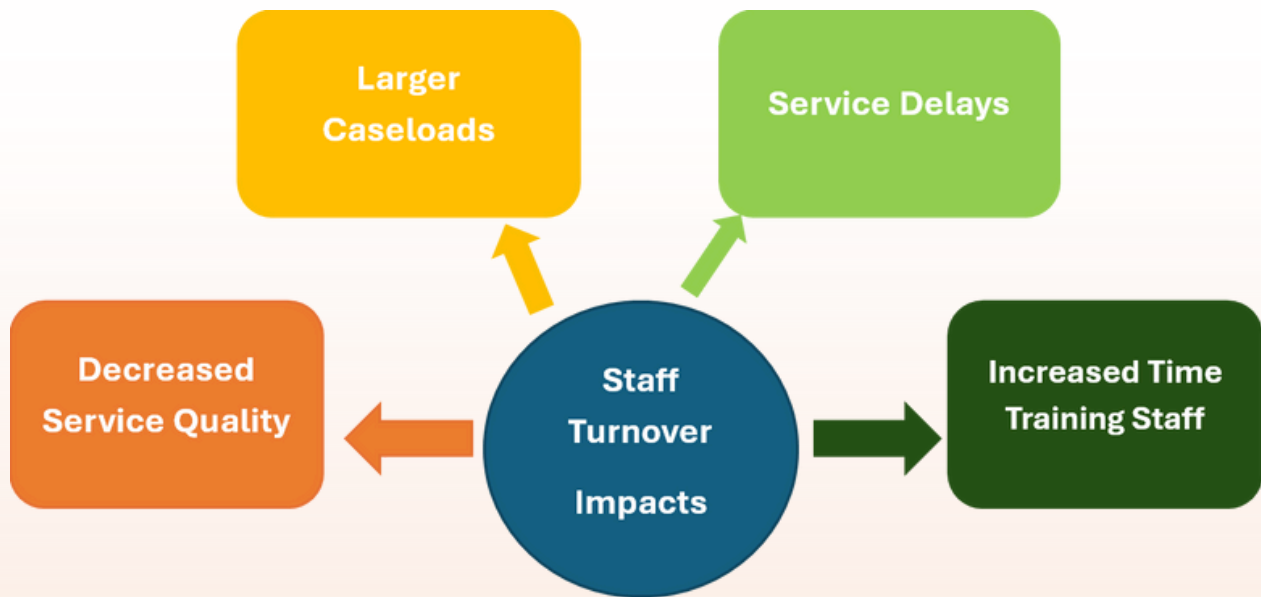 Larger
Caseloads
Service Delays
Decreased
Service Quality
Staff
Turnover
Impacts
Increased Time
Training Staff